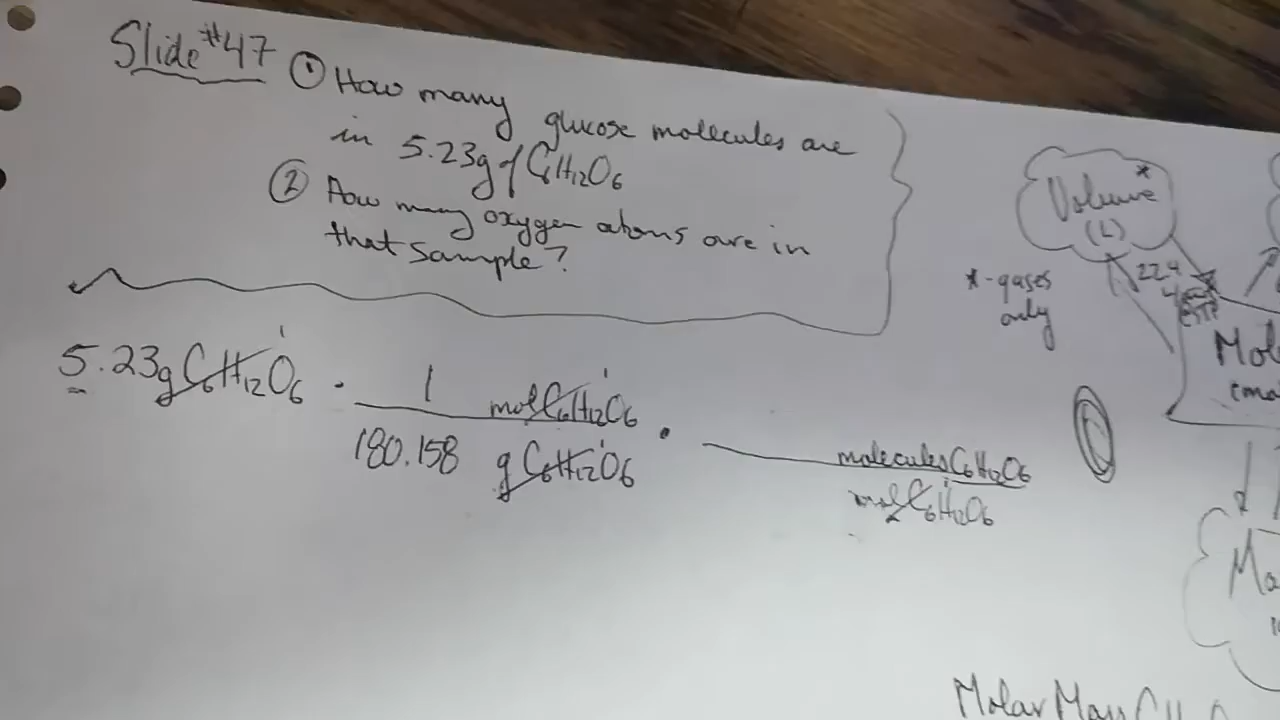 Slide #47 ① How many glucose molecules are
in 5.23g of C6H12O6
② How many oxygen atoms are in
that sample?
5.23g C6H12O6 · 1 mol C6H12O6 ·
180.158 g C6H12O6
molecules C6H12O6
mol C6H12O6
Volume *
(L)
*-gases
only
22.4
Mol
Ma
Molar Mass